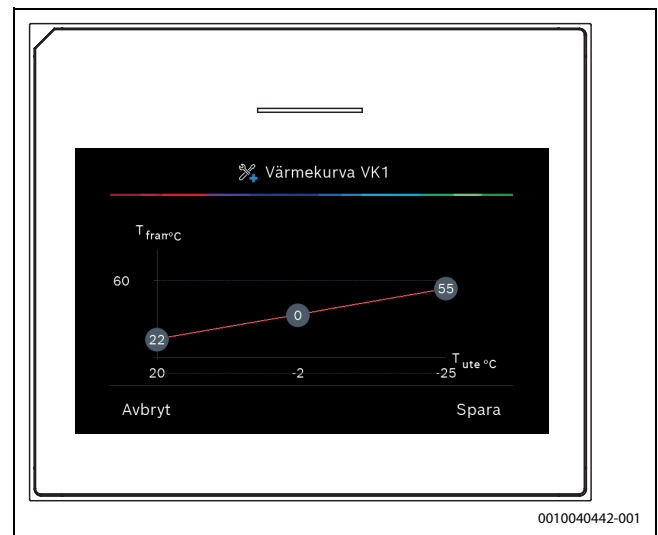 Värmekurva VK1
T fram°C
60
55
0
22
T ute °C
20 -2 -25
Avbryt Spara
0010040442-001